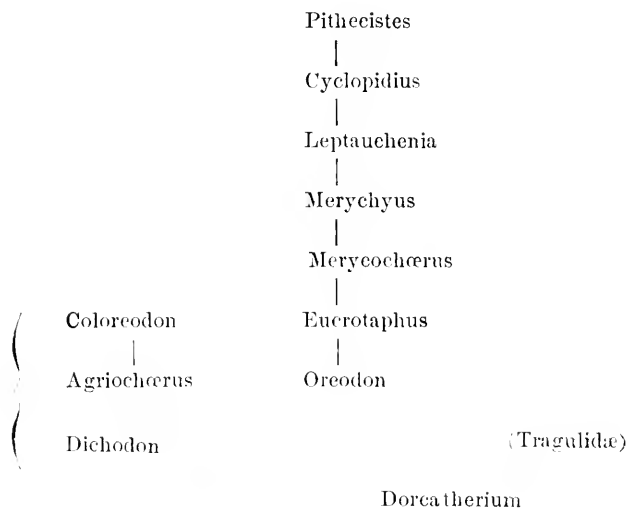 Pithecistes
Cyclopidius
Leptauchenia
Merychyus
Merycochœrus
Coloreodon Eucrotaphus
Agriochœrus Oreodon
Dichodon (Tragulidæ)
Dorcatherium